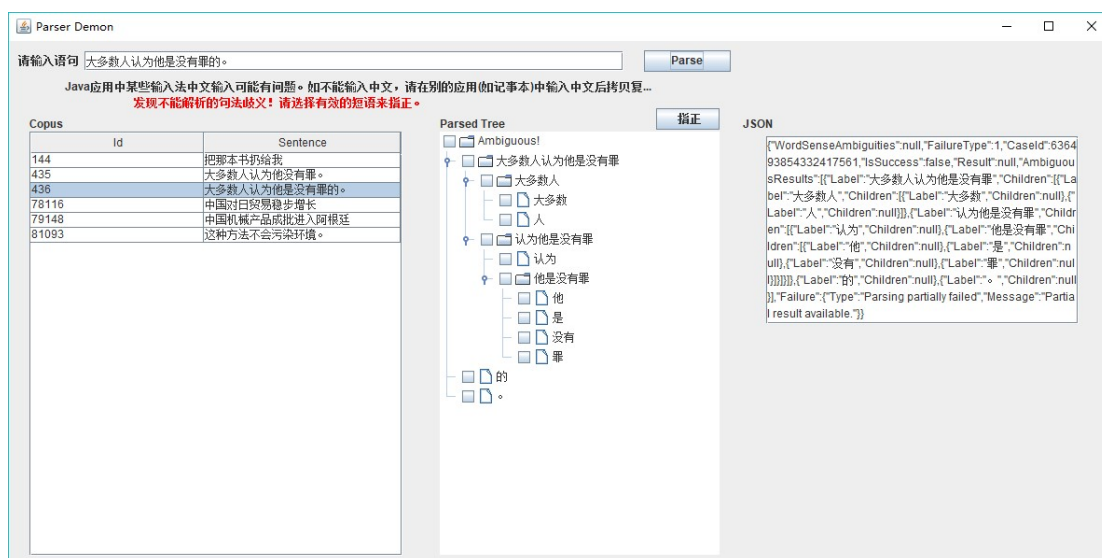 Parser Demon
请输入语句 大多数人认为他是没有罪的。 Parse
Java应用中某些输入法中文输入可能有问题。如不能输入中文，请在别的应用(如记事本)中输入中文后拷贝复...
发现不能解析的句法歧义！请选择有效的短语来指正。
Copus
Id Sentence
144 把那本书扔给我
435 大多数人认为他没有罪。
436 大多数人认为他是没有罪的。
78116 中国对日贸易稳步增长
79148 中国机械产品成批进入阿根廷
81093 这种方法不会污染环境。
Parsed Tree 指正
Ambiguous!
大多数人认为他是没有罪
大多数人
大多数
人
认为他是没有罪
认为
他是没有罪
他
是
没有
罪
的
。
JSON
{"WordSenseAmbiguities":null,"FailureType":1,"CaseId":6364
93854332417561,"IsSuccess":false,"Result":null,"Ambiguou
sResults":[{"Label":"大多数人认为他是没有罪","Children":[{"La
bel":"大多数人","Children":[{"Label":"大多数","Children":null},{"
Label":"人","Children":null}]},{"Label":"认为他是没有罪","Childr
en":[{"Label":"认为","Children":null},{"Label":"他是没有罪","Chi
ldren":[{"Label":"他","Children":null},{"Label":"是","Children":n
ull},{"Label":"没有","Children":null},{"Label":"罪","Children":nul
l}]}]}]},{"Label":"的","Children":null},{"Label":"。","Children":null
}],"Failure":{"Type":"Parsing partially failed","Message":"Partia
l result available."}}